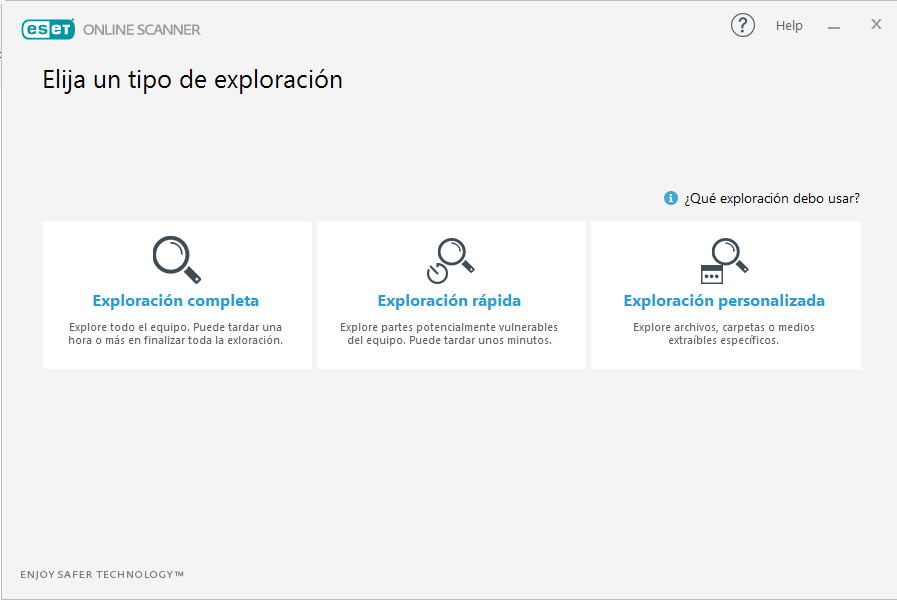 eseT ONLINE SCANNER
? Help
X
Elija un tipo de exploración
i ¿Qué exploración debo usar?
Exploración completa
Explore todo el equipo. Puede tardar una
hora o más en finalizar toda la exloración.
Exploración rápida
Explore partes potencialmente vulnerables
del equipo. Puede tardar unos minutos.
Exploración personalizada
Explore archivos, carpetas o medios
extraíbles específicos.
ENJOY SAFER TECHNOLOGY™